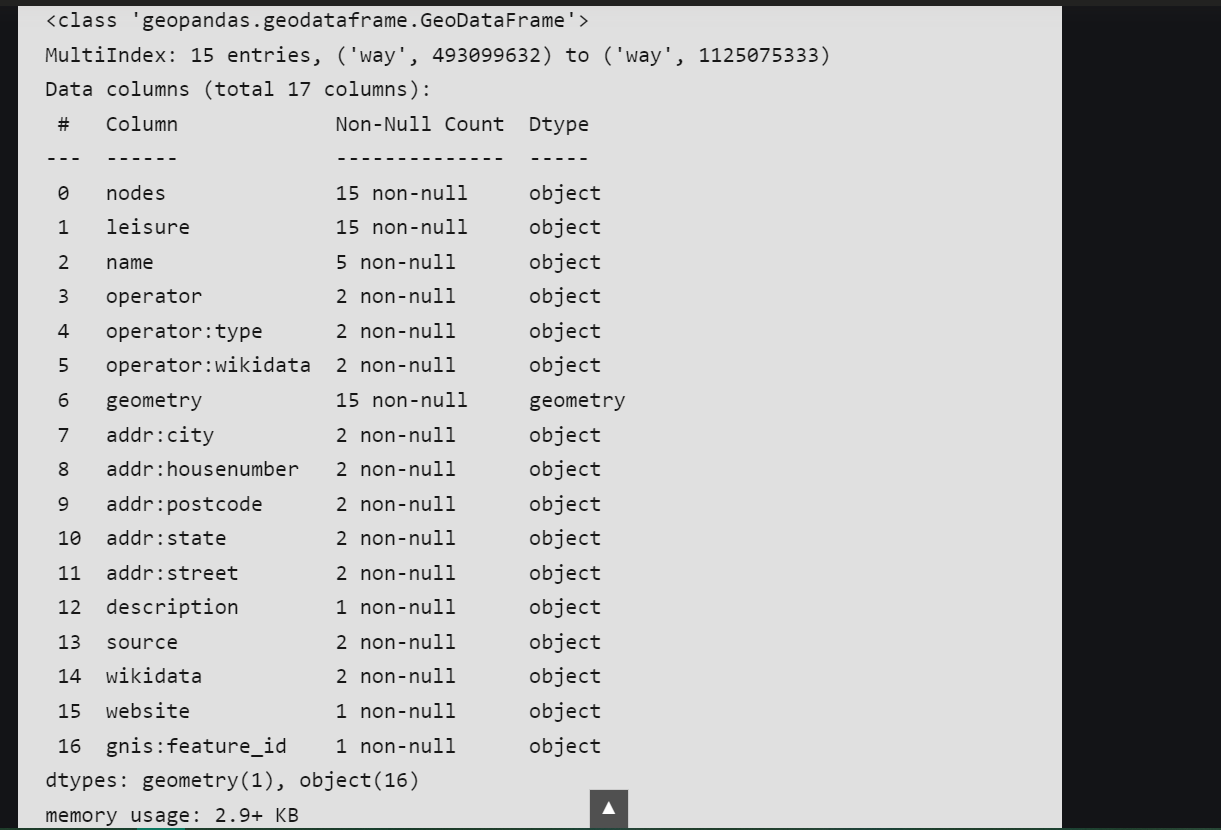 <class 'geopandas.geodataframe.GeoDataFrame'>
MultiIndex: 15 entries, ('way', 493099632) to ('way', 1125075333)
Data columns (total 17 columns):
 #   Column              Non-Null Count  Dtype
---  ------              --------------  -----
 0   nodes               15 non-null     object
 1   leisure             15 non-null     object
 2   name                5 non-null      object
 3   operator            2 non-null      object
 4   operator:type       2 non-null      object
 5   operator:wikidata   2 non-null      object
 6   geometry            15 non-null     geometry
 7   addr:city           2 non-null      object
 8   addr:housenumber    2 non-null      object
 9   addr:postcode       2 non-null      object
 10  addr:state          2 non-null      object
 11  addr:street         2 non-null      object
 12  description         1 non-null      object
 13  source              2 non-null      object
 14  wikidata            2 non-null      object
 15  website             1 non-null      object
 16  gnis:feature_id     1 non-null      object
dtypes: geometry(1), object(16)
memory usage: 2.9+ KB